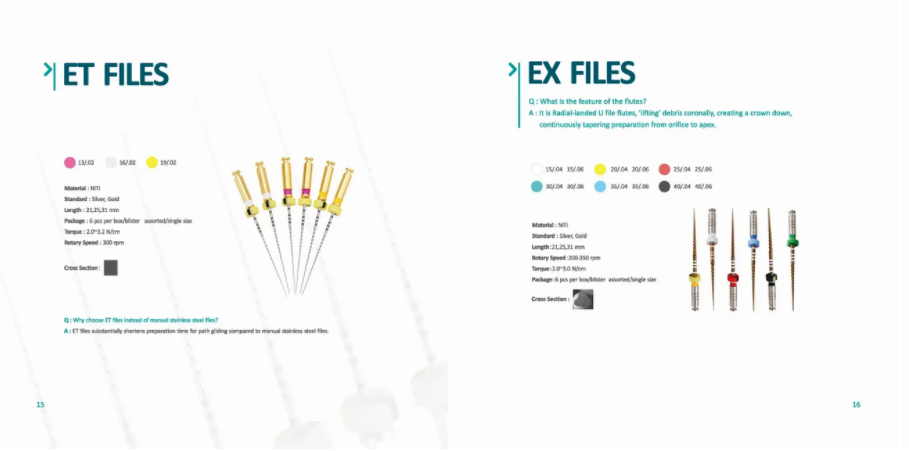 ET FILES
13/.02 16/.02 19/.02
Material : NiTi
Standard : Silver, Gold
Length : 21,25,31 mm
Package : 6 pcs per box/blister assorted/single size
Torque : 2.0~3.2 N/cm
Rotary Speed : 300 rpm
Cross Section :
Q : Why choose ET files instead of manual stainless steel files?
A : ET files substantially shortens preparation time for path gliding compared to manual stainless steel files.
15
EX FILES
Q : What is the feature of the flutes?
A : It is Radial-landed U file flutes, 'lifting' debris coronally, creating a crown down,
continuously tapering preparation from orifice to apex.
15/.04 15/.06 20/.04 20/.06 25/.04 25/.06
30/.04 30/.06 35/.04 35/.06 40/.04 40/.06
Material : NiTi
Standard : Silver, Gold
Length : 21,25,31 mm
Rotary Speed : 200-350 rpm
Torque : 2.0~3.0 N/cm
Package : 6 pcs per box/blister assorted/single size
Cross Section :
16